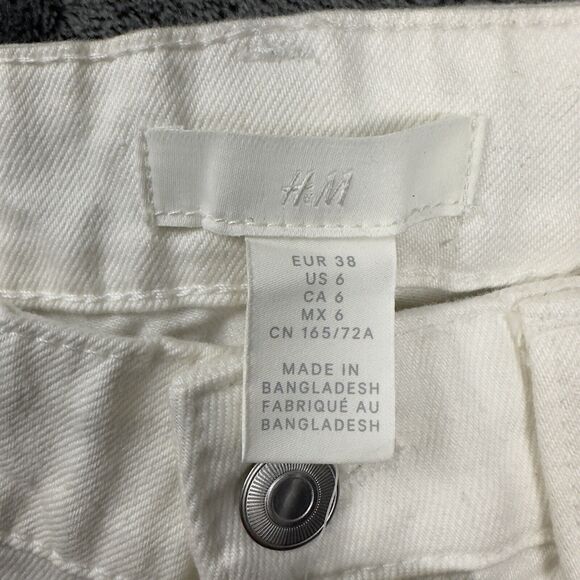 H&M
EUR 38
US 6
CA 6
MX 6
CN 165/72A
MADE IN
BANGLADESH
FABRIQUÉ AU
BANGLADESH